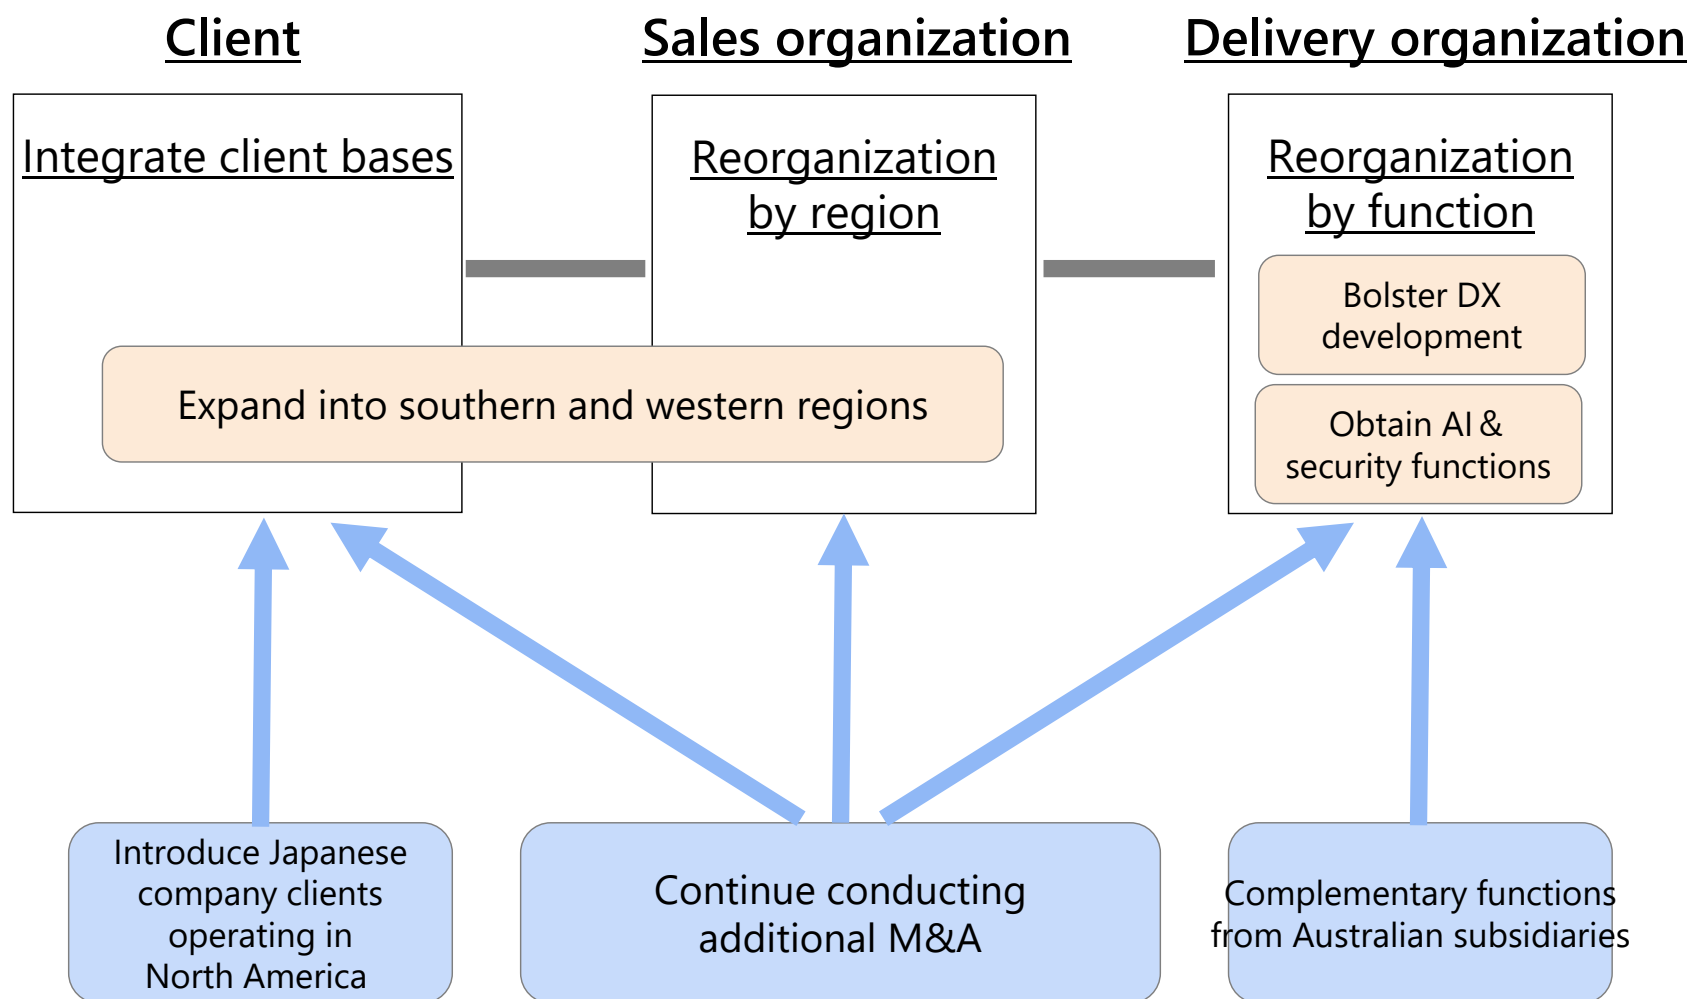 Client
Sales organization
Delivery organization
Integrate client bases
Reorganization
by region
Reorganization
by function
Bolster DX
development
Expand into southern and western regions
Obtain AI &
security functions
Introduce Japanese
company clients
operating in
North America
Continue conducting
additional M&A
Complementary functions
from Australian subsidiaries